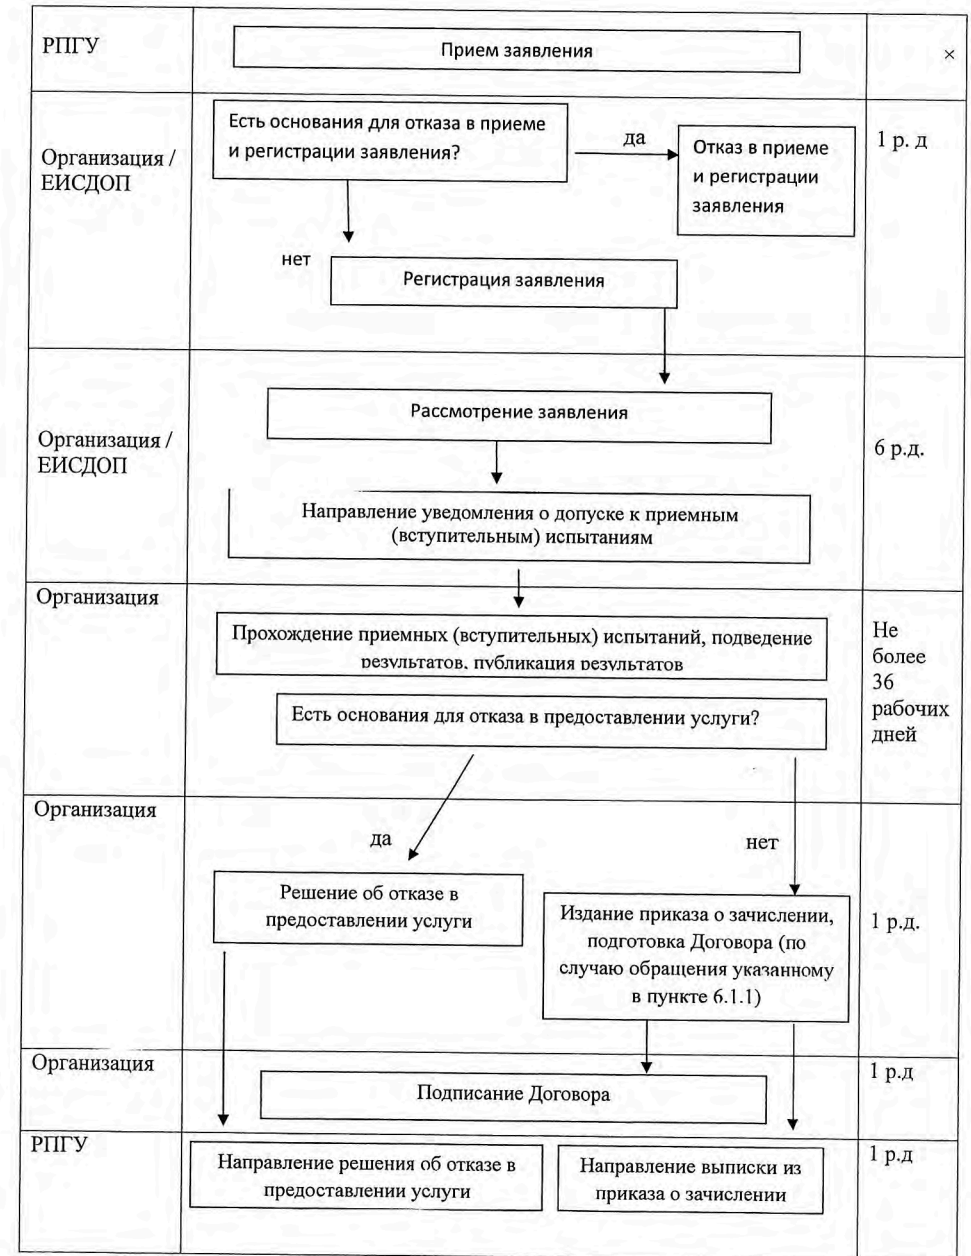 РПГУ
Прием заявления
×
Организация /
ЕИСДОП
Есть основания для отказа в приеме
и регистрации заявления?
да
Отказ в приеме
и регистрации
заявления
1 р. д
нет
Регистрация заявления
Организация /
ЕИСДОП
Рассмотрение заявления
6 р.д.
Направление уведомления о допуске к приемным
(вступительным) испытаниям
Организация
Прохождение приемных (вступительных) испытаний, подведение
результатов, публикация результатов
Не
более
36
рабочих
дней
Есть основания для отказа в предоставлении услуги?
Организация
да
нет
Решение об отказе в
предоставлении услуги
Издание приказа о зачислении,
подготовка Договора (по
случаю обращения указанному
в пункте 6.1.1)
1 р.д.
Организация
Подписание Договора
1 р.д
РПГУ
Направление решения об отказе в
предоставлении услуги
Направление выписки из
приказа о зачислении
1 р.д